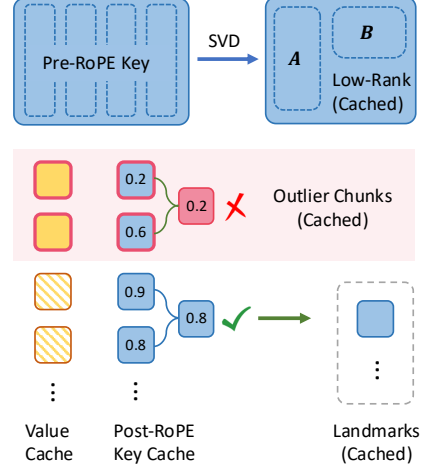 Pre-RoPE Key
SVD
A
B
Low-Rank
(Cached)
0.2
0.6
0.2
Outlier Chunks
(Cached)
0.9
0.8
0.8
Value
Cache
Post-RoPE
Key Cache
Landmarks
(Cached)